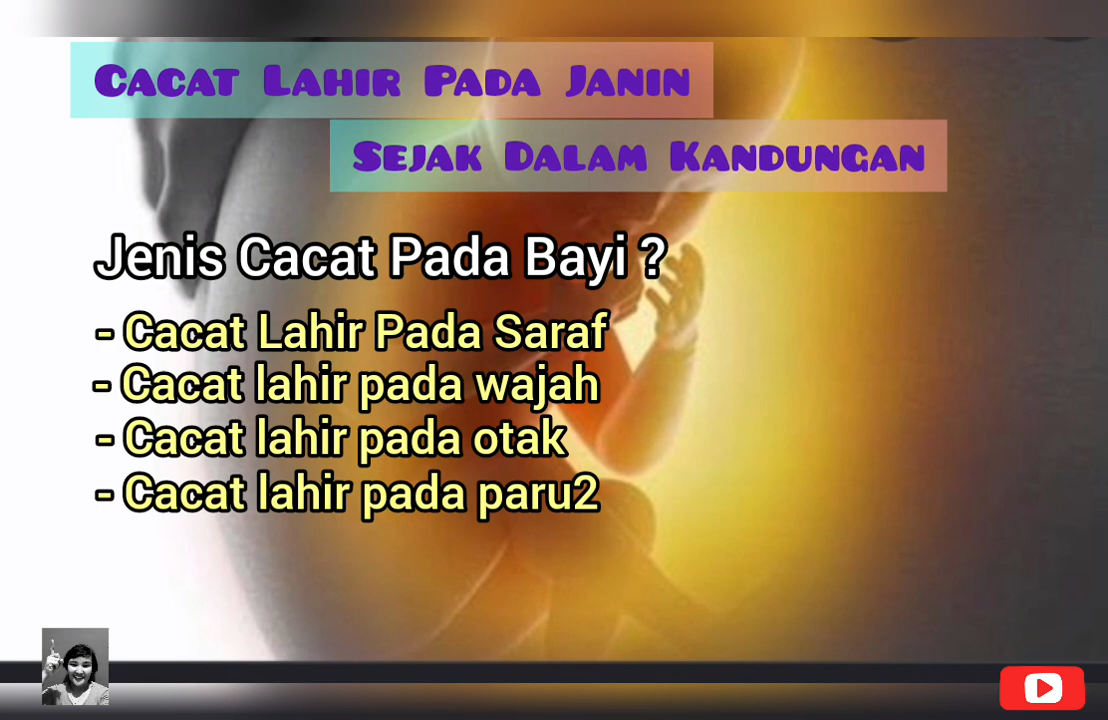 Cacat Lahir Pada Janin
Sejak Dalam Kandungan
Jenis Cacat Pada Bayi ?
- Cacat Lahir Pada Saraf
- Cacat lahir pada wajah
- Cacat lahir pada otak
- Cacat lahir pada paru2